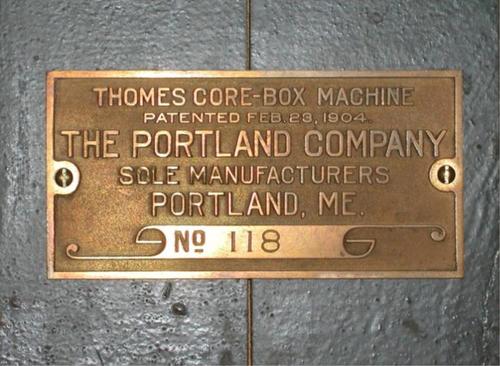 THOMES CORE-BOX MACHINE
PATENTED FEB. 23, 1904.
THE PORTLAND COMPANY
SOLE MANUFACTURERS
PORTLAND, ME.
No 118